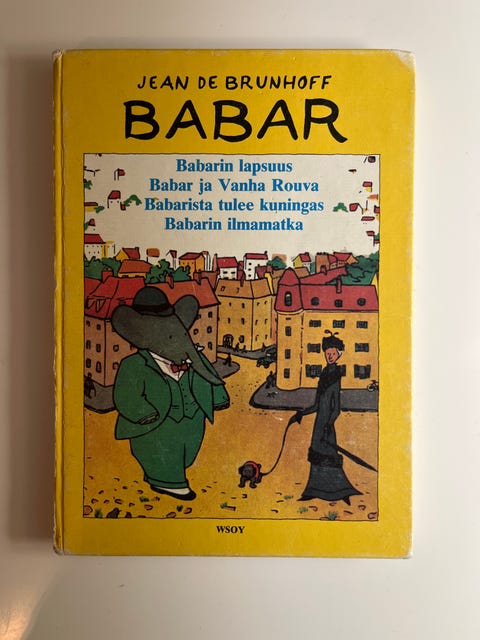 JEAN DE BRUNHOFF
BABAR
Babarin lapsuus
Babar ja Vanha Rouva
Babarista tulee kuningas
Babarin ilmamatka
WSOY